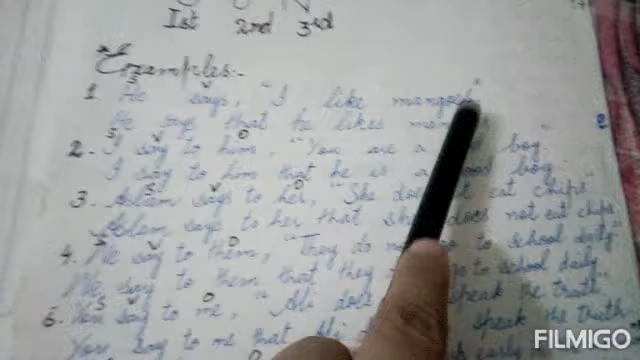 S O N
Ist 2nd 3rd
Examples:-
S V
1. He says, "I like mangoes"
He says that he likes
S V O
2. I say to him, "You are a boy.
I say to him that he is a good boy.
S V O
3. Aslam says to her, "She does eat chips
Aslam says to her that she does not eat chips.
S V O
4. We say to them, "They do go to school daily
We say to them that they go to school daily.
S V O
5. You say to me, "Ali does speak the truth
You say to me that Ali speak the truth
O
FILMIGO